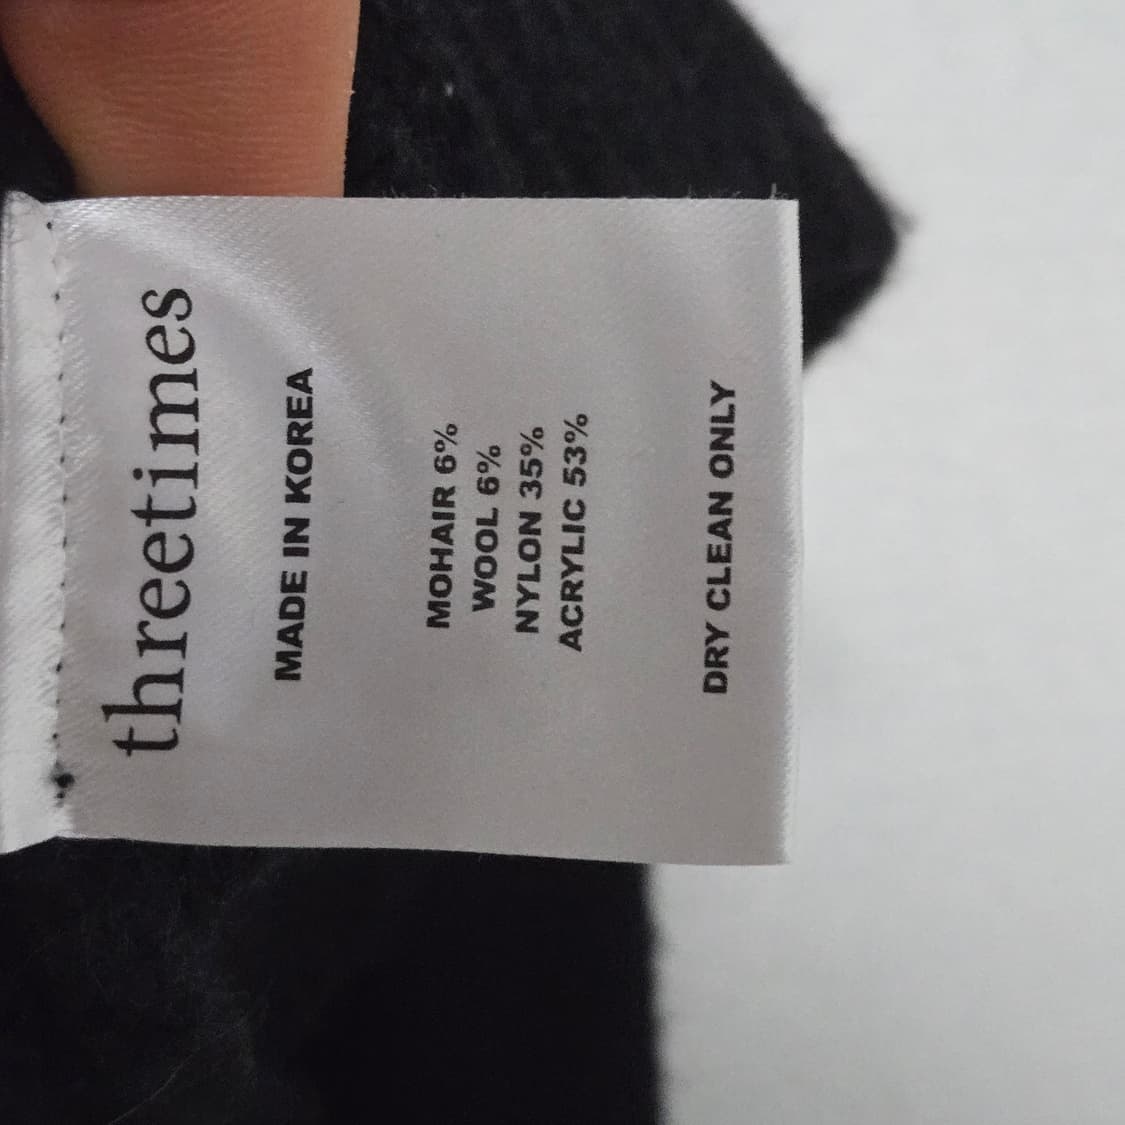 threetimes
MADE IN KOREA
MOHAIR 6%
WOOL 6%
NYLON 35%
ACRYLIC 53%
DRY CLEAN ONLY